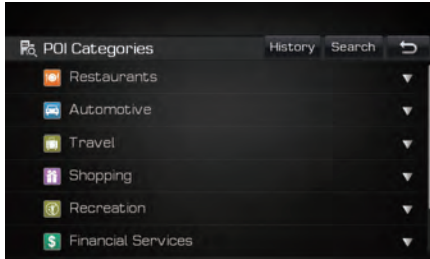 POI Categories History Search
Restaurants
Automotive
Travel
Shopping
Recreation
$ Financial Services